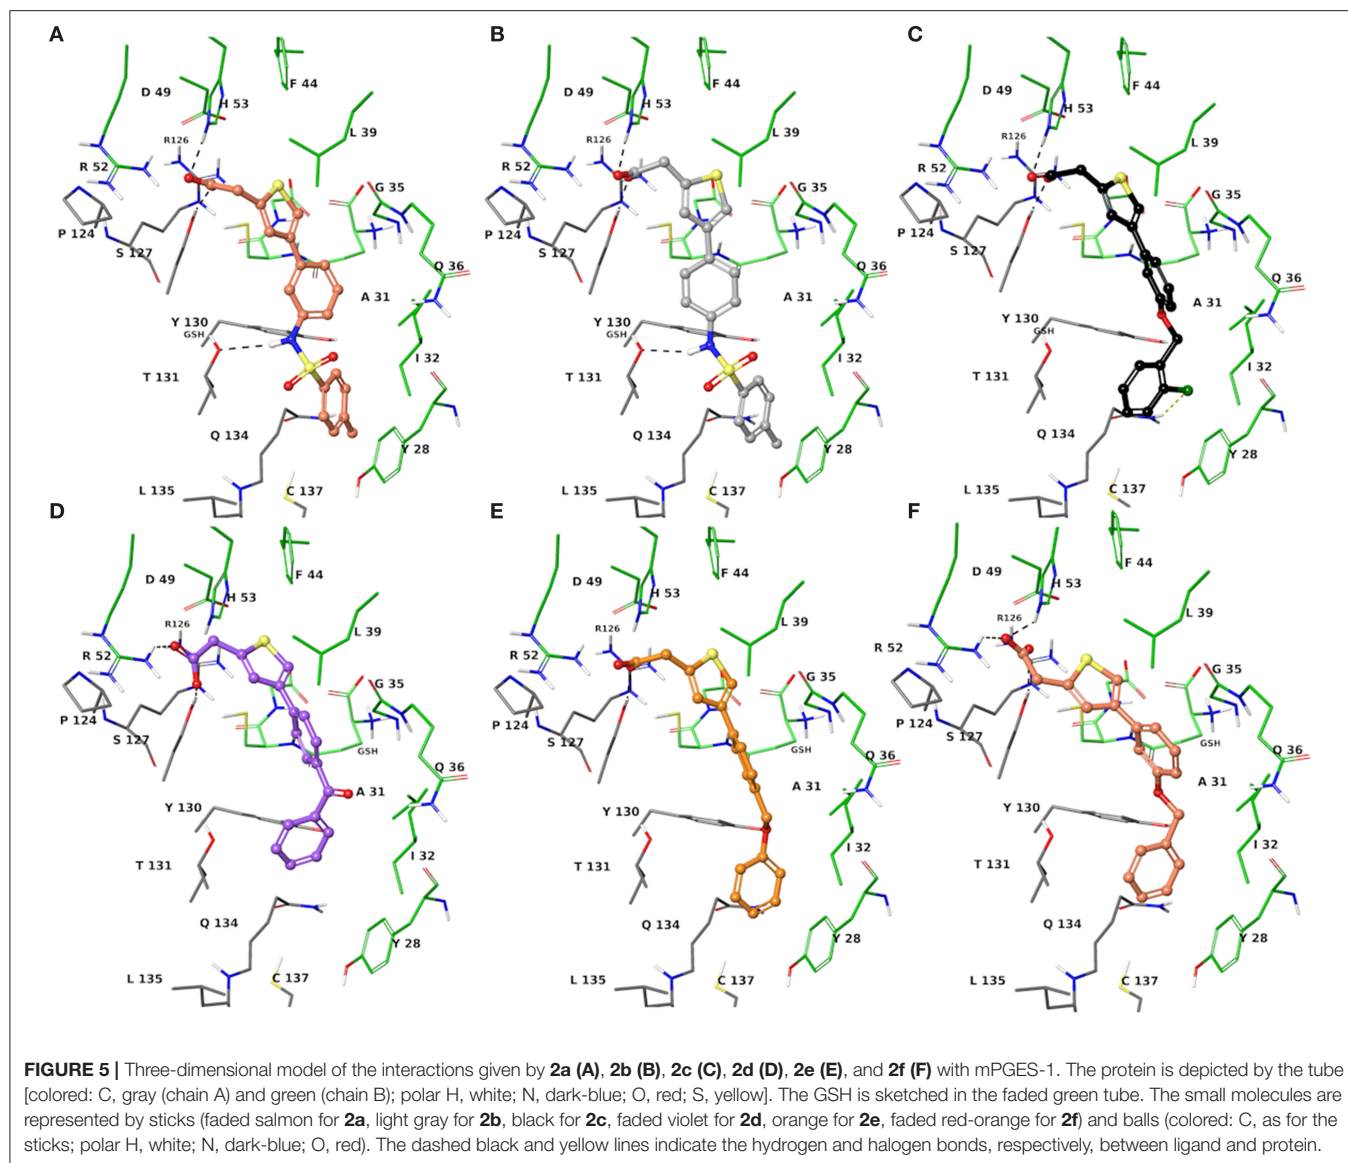 A
F 44
D 49
H 53
L 39
R126
R 52
G 35
P 124
S 127
Q 36
A 31
Y 130
GSH
I 32
T 131
Q 134
Y 28
L 135
C 137
B
F 44
D 49
H 53
L 39
R126
R 52
G 35
P 124
S 127
Q 36
A 31
Y 130
GSH
I 32
T 131
Q 134
Y 28
L 135
C 137
C
F 44
D 49
H 53
R126
L 39
R 52
G 35
P 124
S 127
Q 36
A 31
Y 130
GSH
I 32
T 131
Q 134
Y 28
L 135
C 137
D
F 44
D 49
H 53
R126
L 39
R 52
G 35
P 124
S 127
GSH
Q 36
A 31
Y 130
I 32
T 131
Q 134
Y 28
L 135
C 137
E
F 44
D 49
H 53
L 39
R126
R 52
G 35
P 124
S 127
GSH
Q 36
A 31
Y 130
I 32
T 131
Q 134
Y 28
L 135
C 137
F
F 44
D 49
H 53
L 39
R126
R 52
G 35
P 124
S 127
GSH
Q 36
A 31
Y 130
I 32
T 131
Q 134
Y 28
L 135
C 137
FIGURE 5 | Three-dimensional model of the interactions given by 2a (A), 2b (B), 2c (C), 2d (D), 2e (E), and 2f (F) with mPGES-1. The protein is depicted by the tube
[colored: C, gray (chain A) and green (chain B); polar H, white; N, dark-blue; O, red; S, yellow]. The GSH is sketched in the faded green tube. The small molecules are
represented by sticks (faded salmon for 2a, light gray for 2b, black for 2c, faded violet for 2d, orange for 2e, faded red-orange for 2f) and balls (colored: C, as for the
sticks; polar H, white; N, dark-blue; O, red). The dashed black and yellow lines indicate the hydrogen and halogen bonds, respectively, between ligand and protein.